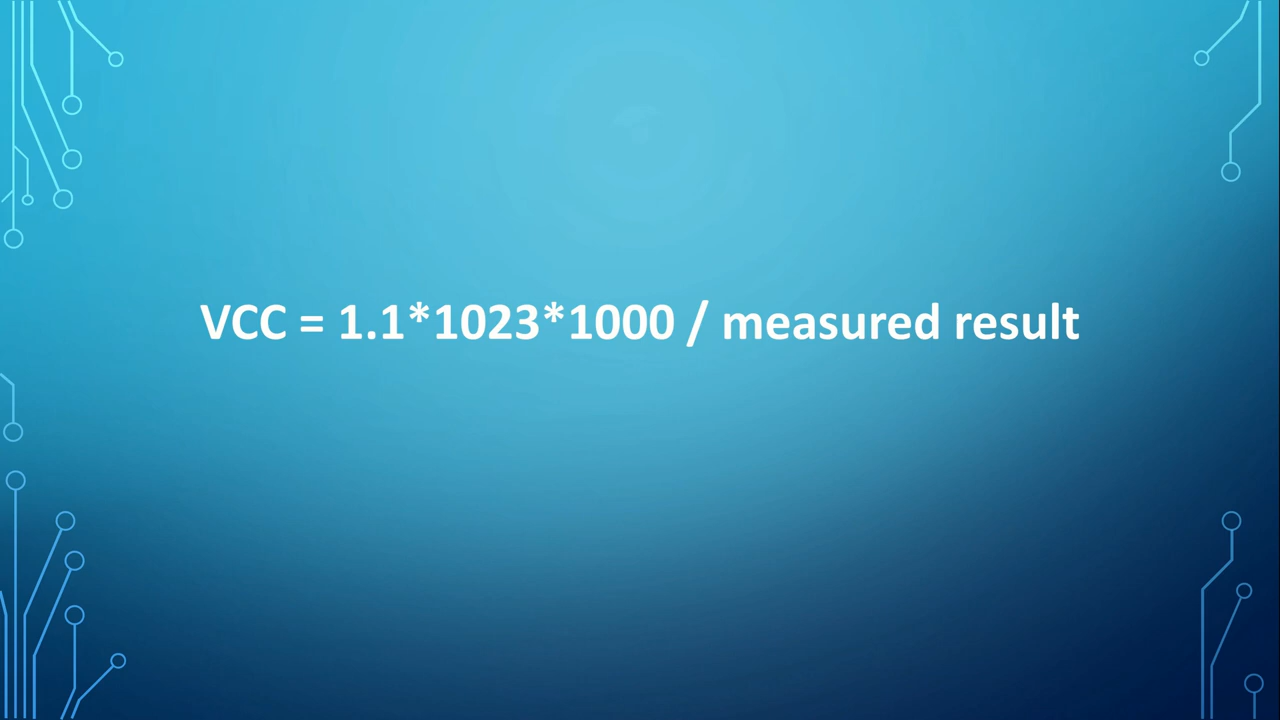 VCC = 1.1*1023*1000 / measured result